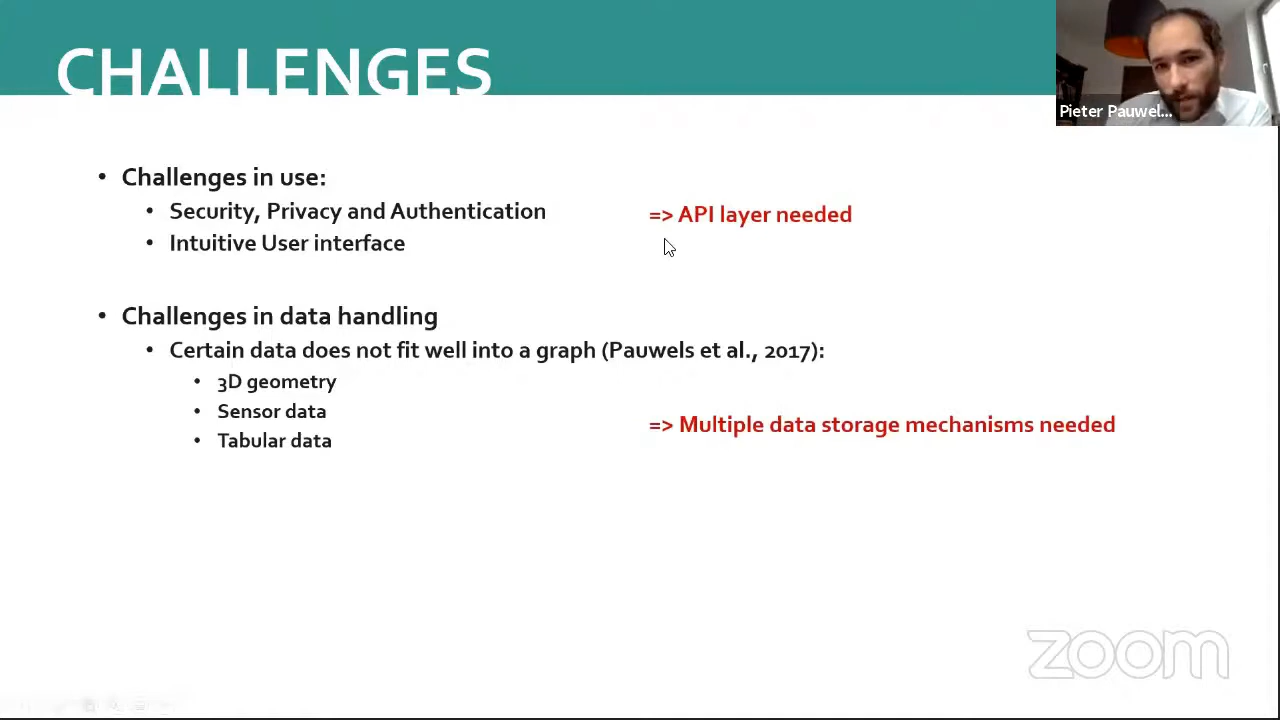 CHALLENGES
Pieter Pauwel...
• Challenges in use:
• Security, Privacy and Authentication
=> API layer needed
• Intuitive User interface
• Challenges in data handling
• Certain data does not fit well into a graph (Pauwels et al., 2017):
• 3D geometry
• Sensor data
=> Multiple data storage mechanisms needed
• Tabular data
zoom